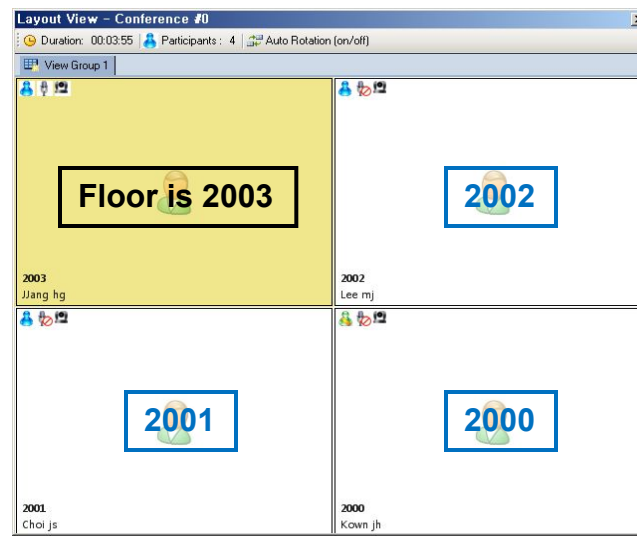 Layout View - Conference #0
Duration: 00:03:55 Participants : 4 Auto Rotation (on/off)
View Group 1
Floor is 2003
2003
JJang hg
2002
2002
Lee mj
2001
2001
Choi js
2000
2000
Kown jh